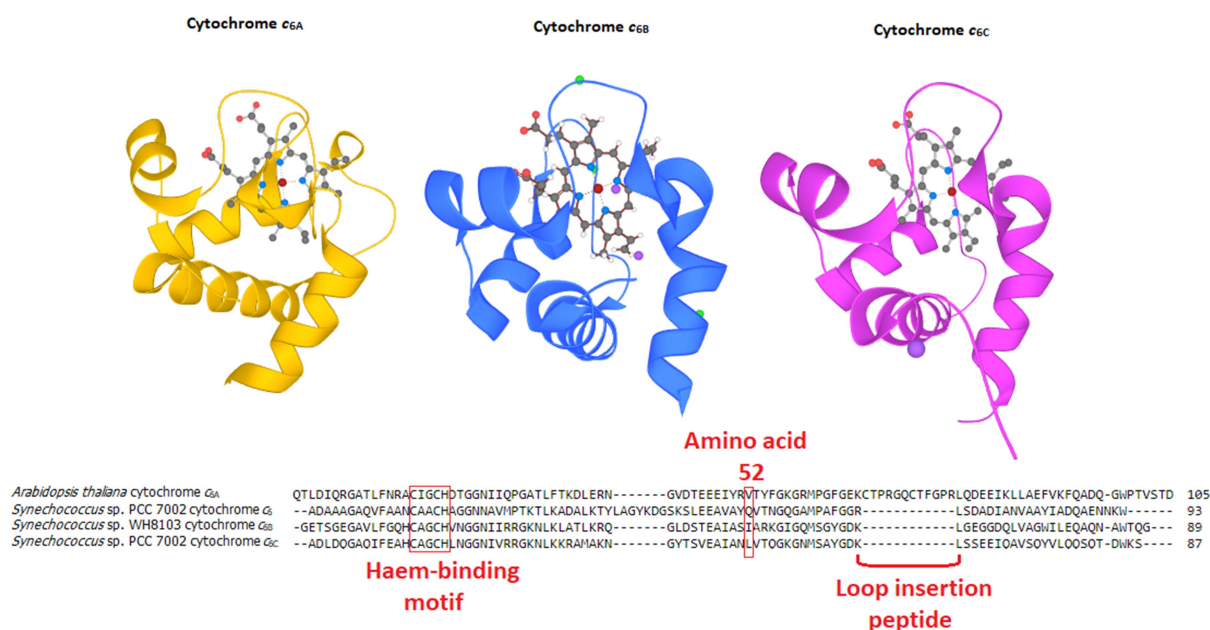 Cytochrome c6A
Cytochrome c6B
Cytochrome c6C
Amino acid
52
Arabidopsis thaliana cytochrome c6A QTLDIQRGATLFNRACIGCHDTGGNIIQPGATLFTKDLERN-------GVDTEEEIYRVTYFGKGRMPGFGEKCTPRGQCTFGPRLQDEEIKLLAEFVKFQADQ-GWPTVSTD 105
Synechococcus sp. PCC 7002 cytochrome c6 --ADAAAGAQVFAANCAACHAGGNNAVMPTKTLKADALKTYLAGYKDGSKSLEEAVAYQVTNGQGAMPAFGGR------------LSDADIANVAAYIADQAENNKW------ 93
Synechococcus sp. WH8103 cytochrome c6B -GETSGEGAVLFGQHCAGCHVNGGNIIRRGKNLKLATLKRQ-------GLDSTEAIASIARKGIGQMSGYGDK------------LGEGGDQLVAGWILEQAQN-AWTQG--- 89
Synechococcus sp. PCC 7002 cytochrome c6C --ADLDQGAQIFEAHCAGCHLNGGNIVRRGKNLKKRAMAKN-------GYTSVEAIANLVTQGKGNMSAYGDK------------LSSEEIQAVSQYVLQQSQT-DWKS---- 87
Haem-binding
motif
Loop insertion
peptide